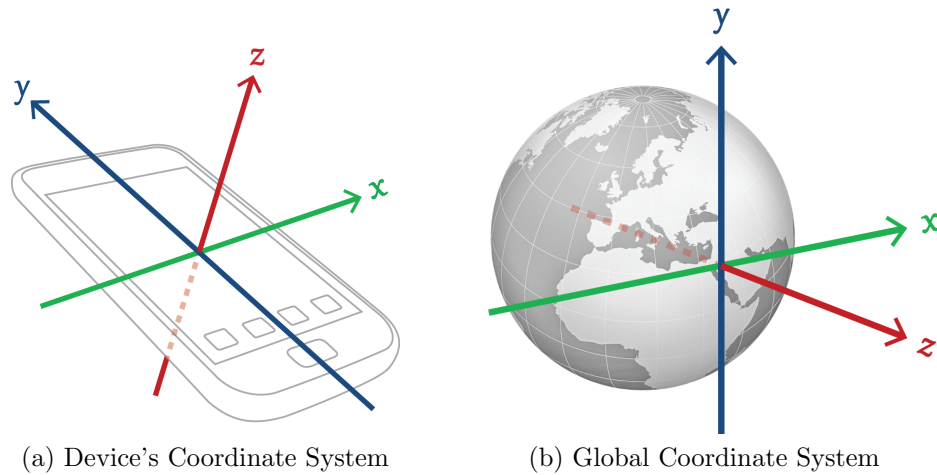 z
y
x
y
x
z
(a) Device's Coordinate System
(b) Global Coordinate System